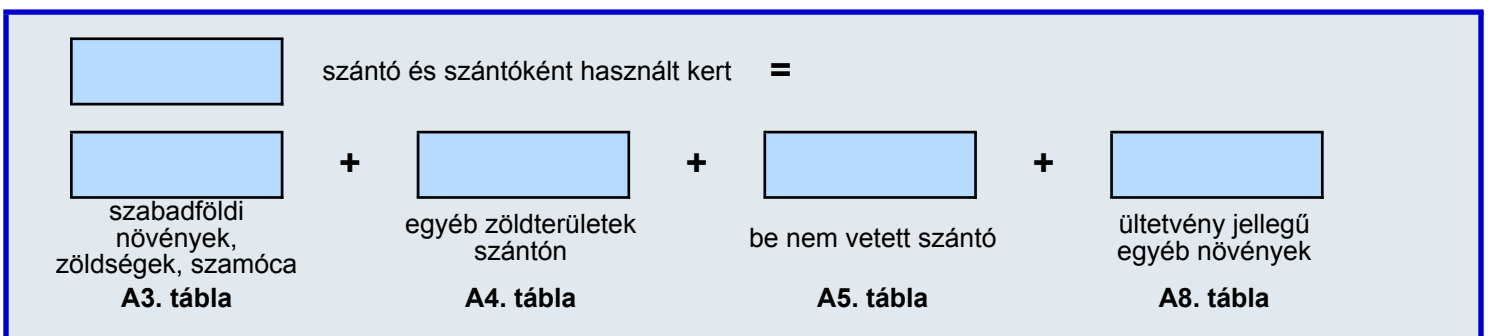 szántó és szántóként használt kert =
+ + +
szabadföldi
növények,
zöldségek, szamóca
A3. tábla
egyéb zöldterületek
szántón
A4. tábla
be nem vetett szántó
A5. tábla
ültetvény jellegű
egyéb növények
A8. tábla